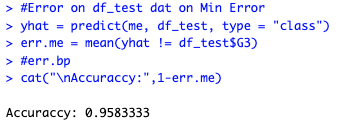 > #Error on df_test dat on Min Error
> yhat = predict(me, df_test, type = "class")
> err.me = mean(yhat != df_test$G3)
> #err.bp
> cat("\nAccuraccy:",1-err.me)
Accuraccy: 0.9583333